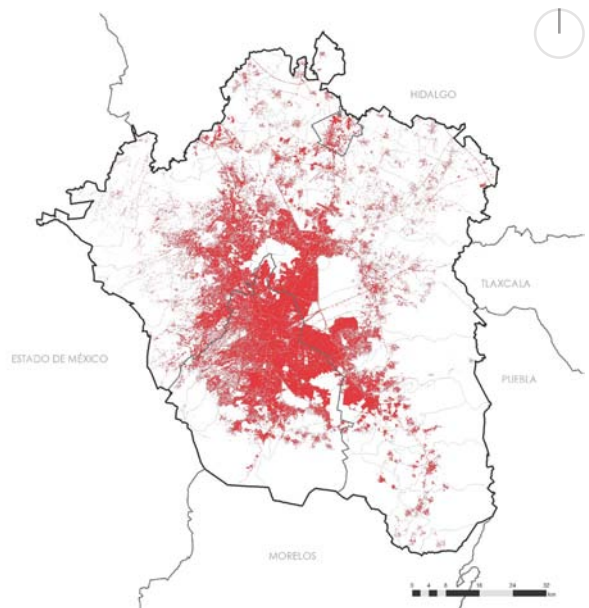 HIDALGO
TLAXCALA
ESTADO DE MÉXICO
PUEBLA
MORELOS
0 4 8 16 24 32
km